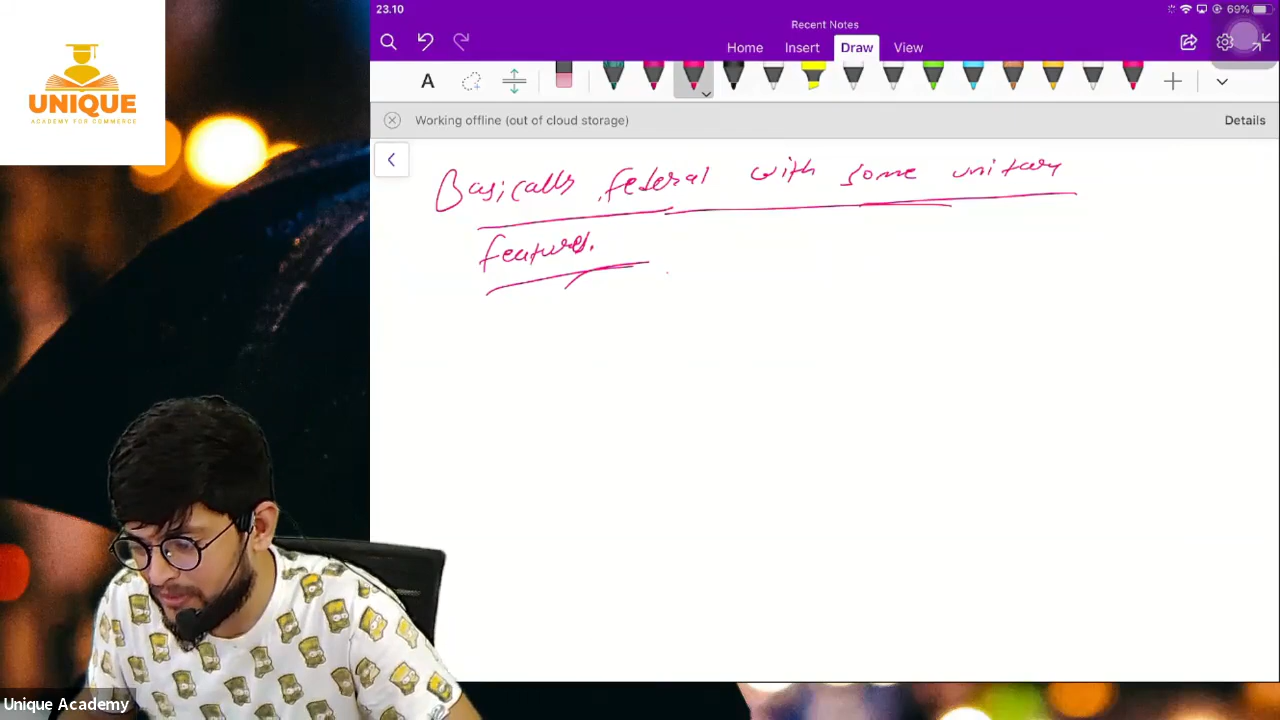 23.10
69%
Recent Notes
Home Insert Draw View
A
Working offline (out of cloud storage)
Details
UNIQUE
ACADEMY FOR COMMERCE
Basically federal with some unitary
features.
Unique Academy